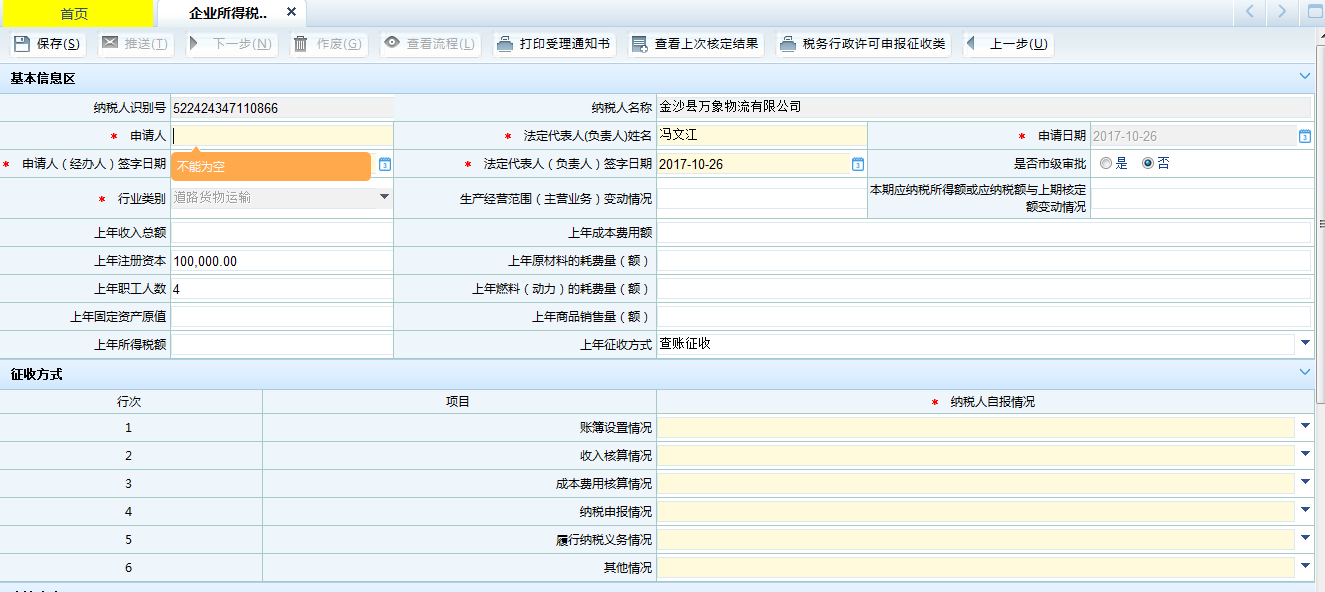 首页 企业所得税..
保存(S) 推送(T) 下一步(N) 作废(G) 查看流程(L) 打印受理通知书 查看上次核定结果 税务行政许可申报征收类 上一步(U)
基本信息区
纳税人识别号 522424347110866 纳税人名称 金沙县万象物流有限公司
* 申请人 * 法定代表人(负责人)姓名 冯文江 * 申请日期 2017-10-26
* 申请人（经办人）签字日期 不能为空 * 法定代表人（负责人）签字日期 2017-10-26 是否市级审批 是 否
* 行业类别 道路货物运输 生产经营范围（主营业务）变动情况 本期应纳税所得额或应纳税额与上期核定
额变动情况
上年收入总额 上年成本费用额
上年注册资本 100,000.00 上年原材料的耗费量（额）
上年职工人数 4 上年燃料（动力）的耗费量（额）
上年固定资产原值 上年商品销售量（额）
上年所得税额 上年征收方式 查账征收
征收方式
行次 项目 * 纳税人自报情况
1 账簿设置情况
2 收入核算情况
3 成本费用核算情况
4 纳税申报情况
5 履行纳税义务情况
6 其他情况